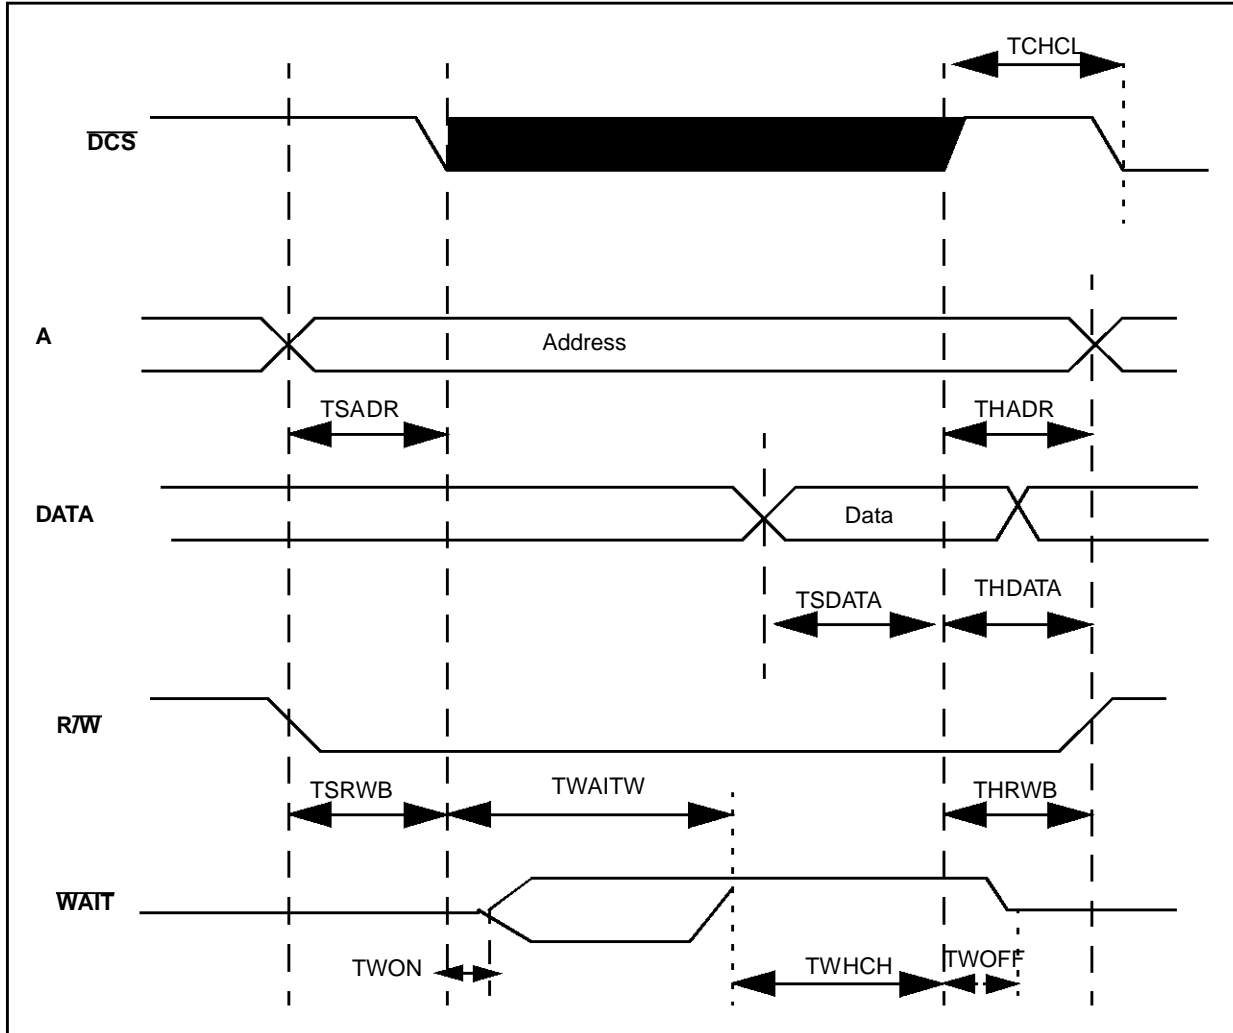 TCHCL
DCS
A
Address
TSADR
THADR
DATA
Data
TSDATA
THDATA
R/W
TSRWB
TWAITW
THRWB
WAIT
TWON
TWHCH
TWOFF